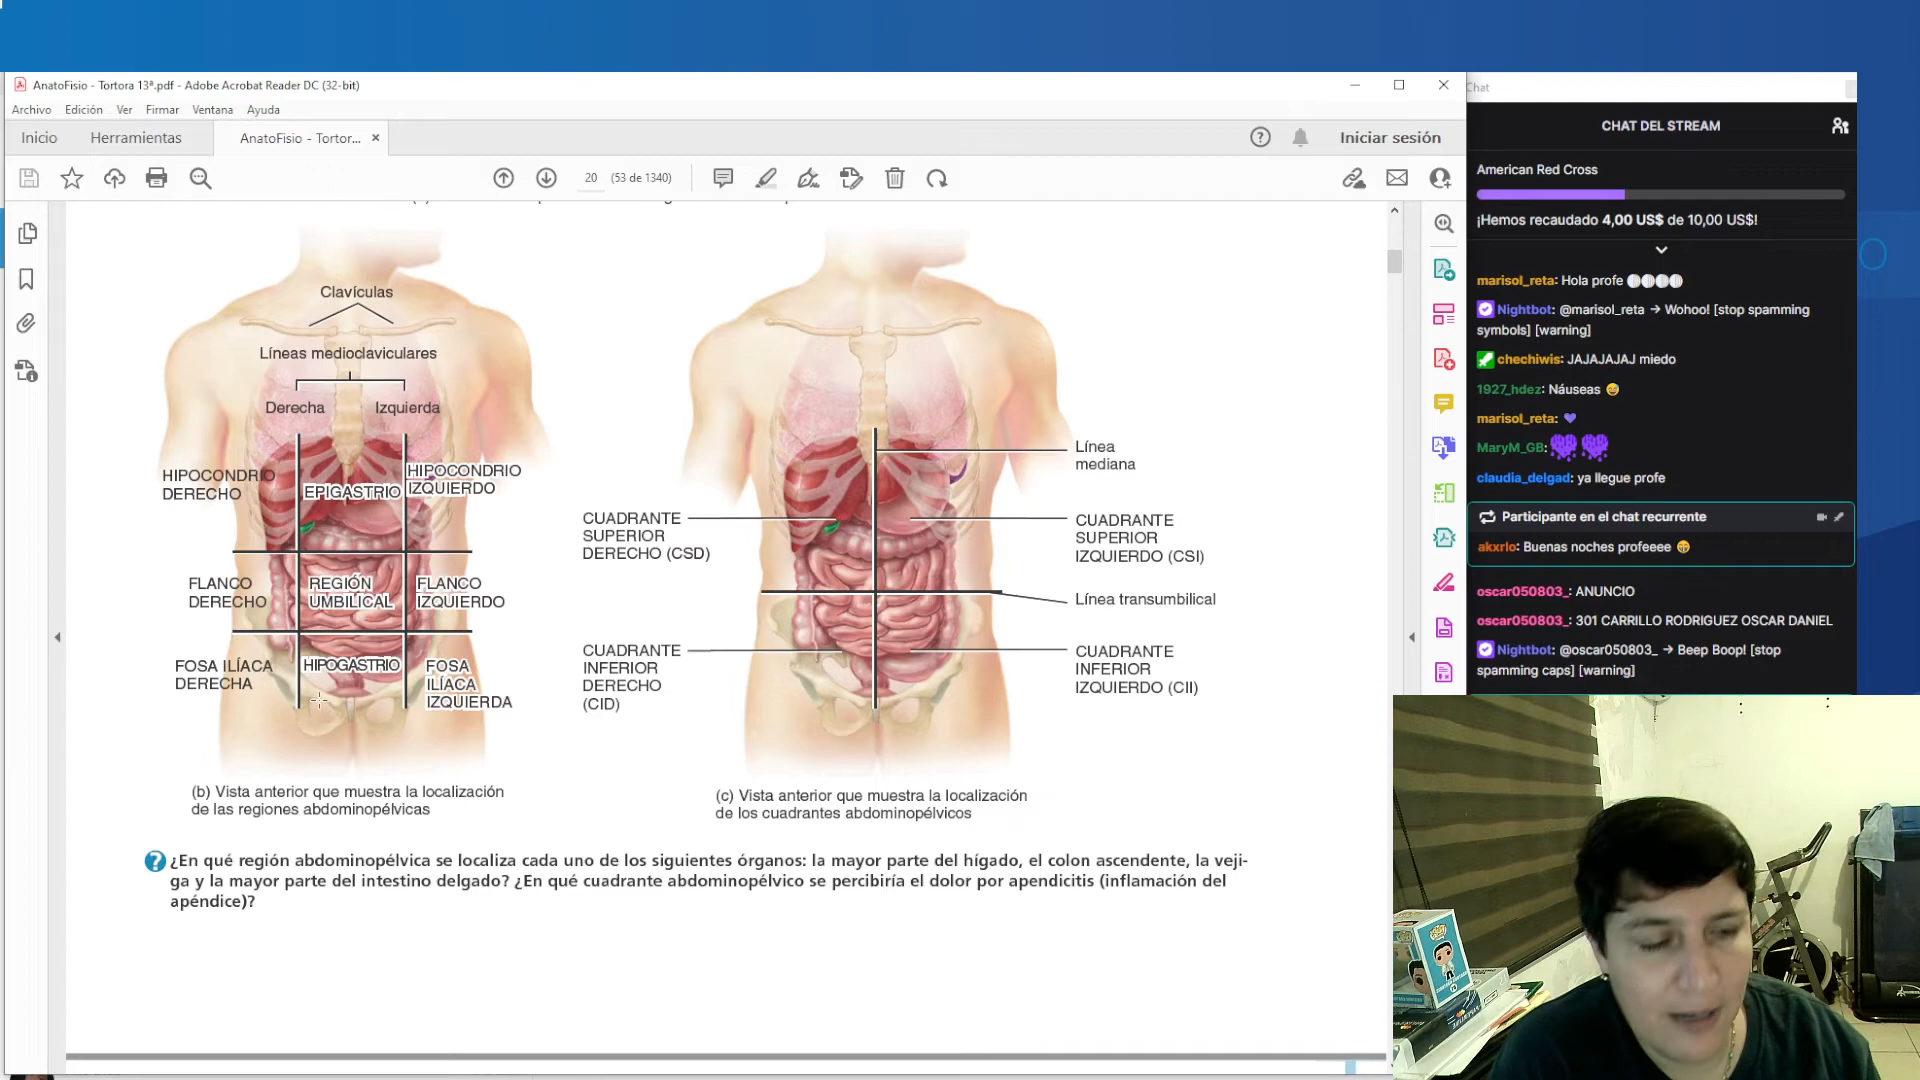 AnatoFisio - Tortora 13ª.pdf - Adobe Acrobat Reader DC (32-bit)
Archivo Edición Ver Firmar Ventana Ayuda
Inicio Herramientas AnatoFisio - Tortor... × Iniciar sesión
20 (53 de 1340)
Clavículas
Líneas medioclaviculares
Derecha Izquierda
HIPOCONDRIO
DERECHO
EPIGASTRIO
HIPOCONDRIO
IZQUIERDO
FLANCO
DERECHO
REGIÓN
UMBILICAL
FLANCO
IZQUIERDO
FOSA ILÍACA
DERECHA
HIPOGASTRIO
FOSA
ILÍACA
IZQUIERDA
(b) Vista anterior que muestra la localización
de las regiones abdominopélvicas
Línea
mediana
CUADRANTE
SUPERIOR
DERECHO (CSD)
CUADRANTE
SUPERIOR
IZQUIERDO (CSI)
Línea transumbilical
CUADRANTE
INFERIOR
DERECHO
(CID)
CUADRANTE
INFERIOR
IZQUIERDO (CII)
(c) Vista anterior que muestra la localización
de los cuadrantes abdominopélvicos
¿En qué región abdominopélvica se localiza cada uno de los siguientes órganos: la mayor parte del hígado, el colon ascendente, la veji-
ga y la mayor parte del intestino delgado? ¿En qué cuadrante abdominopélvico se percibiría el dolor por apendicitis (inflamación del
apéndice)?
Chat
CHAT DEL STREAM
American Red Cross
¡Hemos recaudado 4,00 US$ de 10,00 US$!
marisol_reta: Hola profe
Nightbot: @marisol_reta → Wohoo! [stop spamming
symbols] [warning]
chechiwis: JAJAJAJAJ miedo
1927_hdez: Náuseas 😅
marisol_reta: 💜
MaryM_GB:
claudia_delgad: ya llegue profe
Participante en el chat recurrente
akxrlo: Buenas noches profeeee 😁
oscar050803_: ANUNCIO
oscar050803_: 301 CARRILLO RODRIGUEZ OSCAR DANIEL
Nightbot: @oscar050803_ → Beep Boop! [stop
spamming caps] [warning]